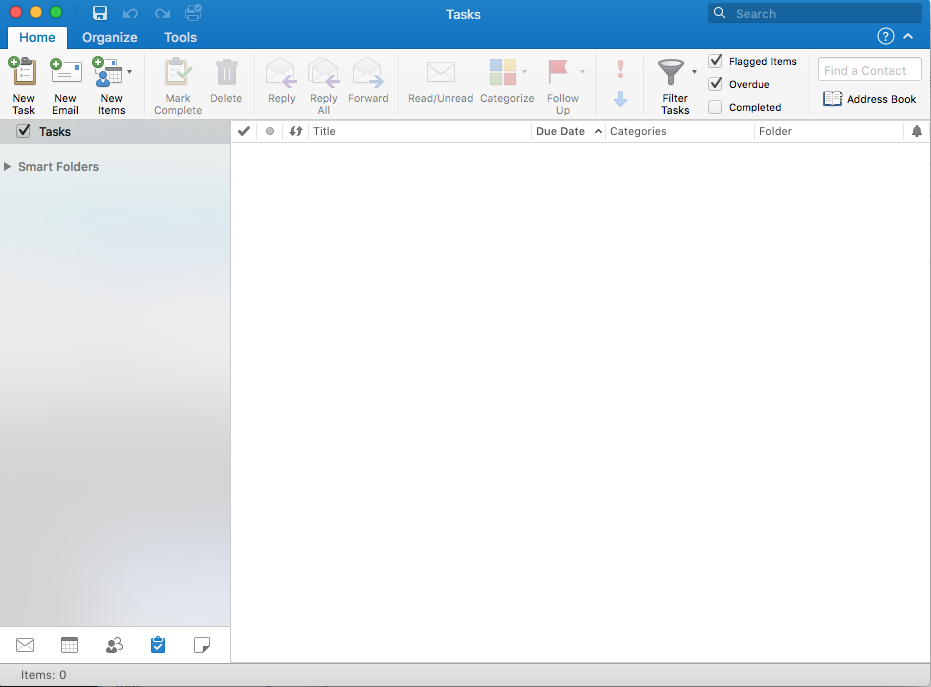 Tasks
Search
Home Organize Tools
New Task
New Email
New Items
Mark Complete
Delete
Reply
Reply All
Forward
Read/Unread
Categorize
Follow Up
Filter Tasks
Flagged Items
Overdue
Completed
Find a Contact
Address Book
Tasks
Smart Folders
Title Due Date Categories Folder
Items: 0